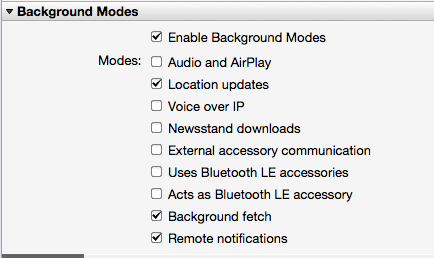 Background Modes
Enable Background Modes
Modes: Audio and AirPlay
Location updates
Voice over IP
Newsstand downloads
External accessory communication
Uses Bluetooth LE accessories
Acts as Bluetooth LE accessory
Background fetch
Remote notifications